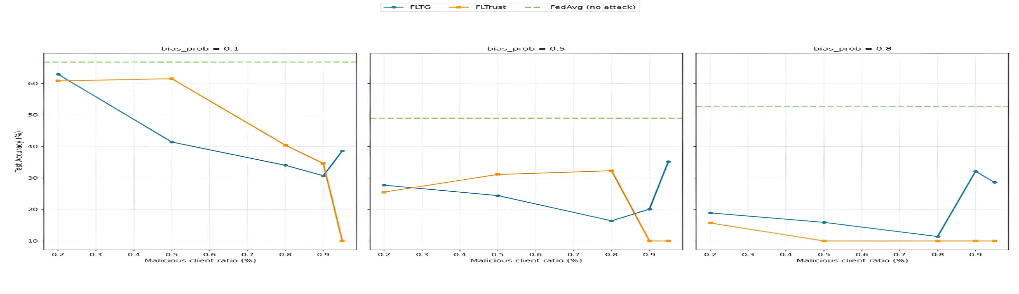 FLTG FLTrust FedAvg (no attack)
bias_prob = 0.1 bias_prob = 0.5 bias_prob = 0.8
Test Accuracy (%)
60
50
40
30
20
10
0.2 0.3 0.4 0.5 0.6 0.7 0.8 0.9 0.2 0.3 0.4 0.5 0.6 0.7 0.8 0.9 0.2 0.3 0.4 0.5 0.6 0.7 0.8 0.9
Malicious client ratio (%) Malicious client ratio (%) Malicious client ratio (%)